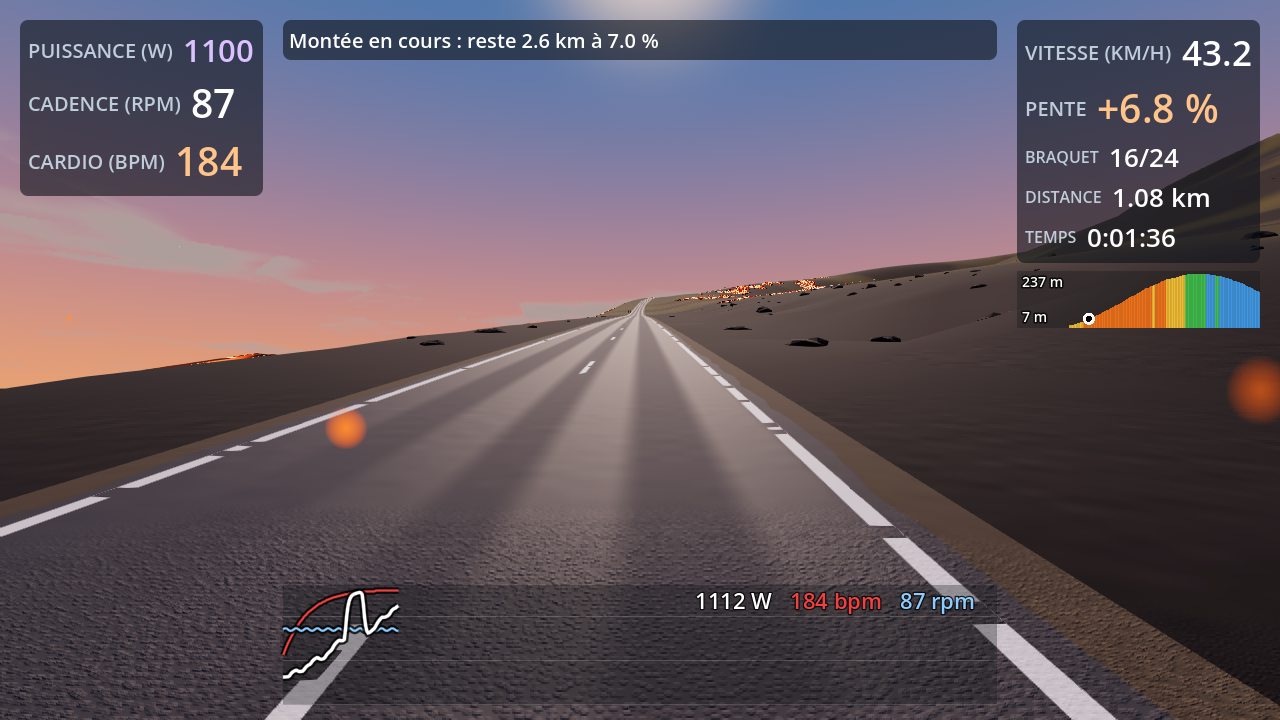 PUISSANCE (W) 1100
CADENCE (RPM) 87
CARDIO (BPM) 184
Montée en cours : reste 2.6 km à 7.0 %
VITESSE (KM/H) 43.2
PENTE +6.8 %
BRAQUET 16/24
DISTANCE 1.08 km
TEMPS 0:01:36
237 m
7 m
1112 W 184 bpm 87 rpm